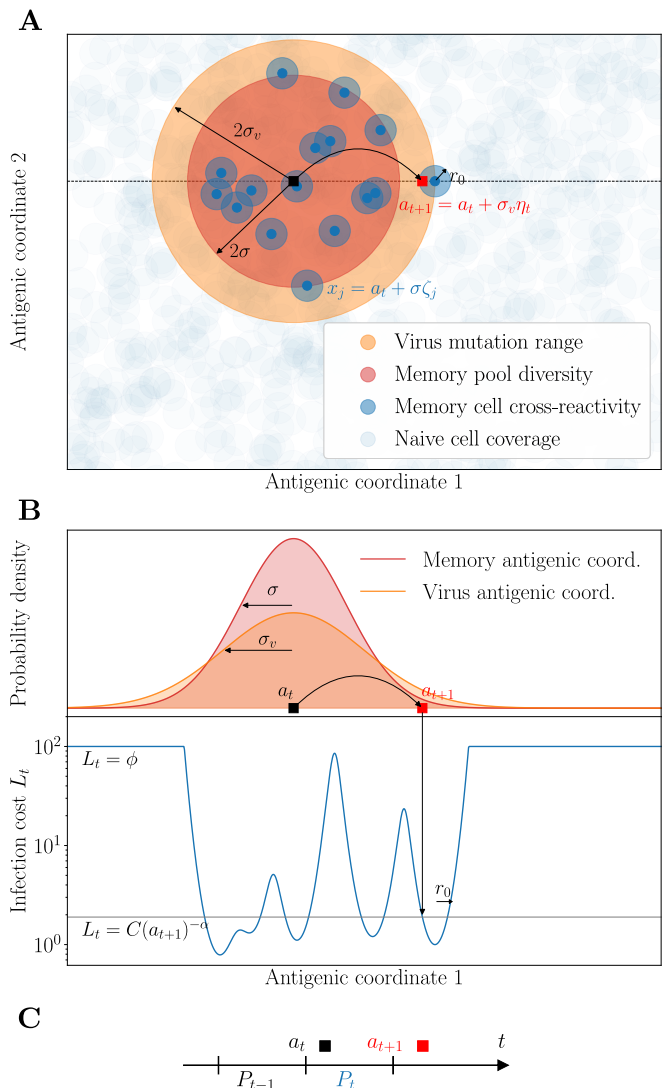 A
Antigenic coordinate 2
2σ_v
r_0
a_{t+1} = a_t + σ_v η_t
2σ
x_j = a_t + σζ_j
Virus mutation range
Memory pool diversity
Memory cell cross-reactivity
Naive cell coverage
Antigenic coordinate 1
B
Probability density
Memory antigenic coord.
Virus antigenic coord.
σ
σ_v
a_t
a_{t+1}
Infection cost L_t
10^2
L_t = ϕ
10^1
r_0
L_t = C(a_{t+1})^{-α}
10^0
Antigenic coordinate 1
C
a_t
a_{t+1}
t
P_{t−1}
P_t